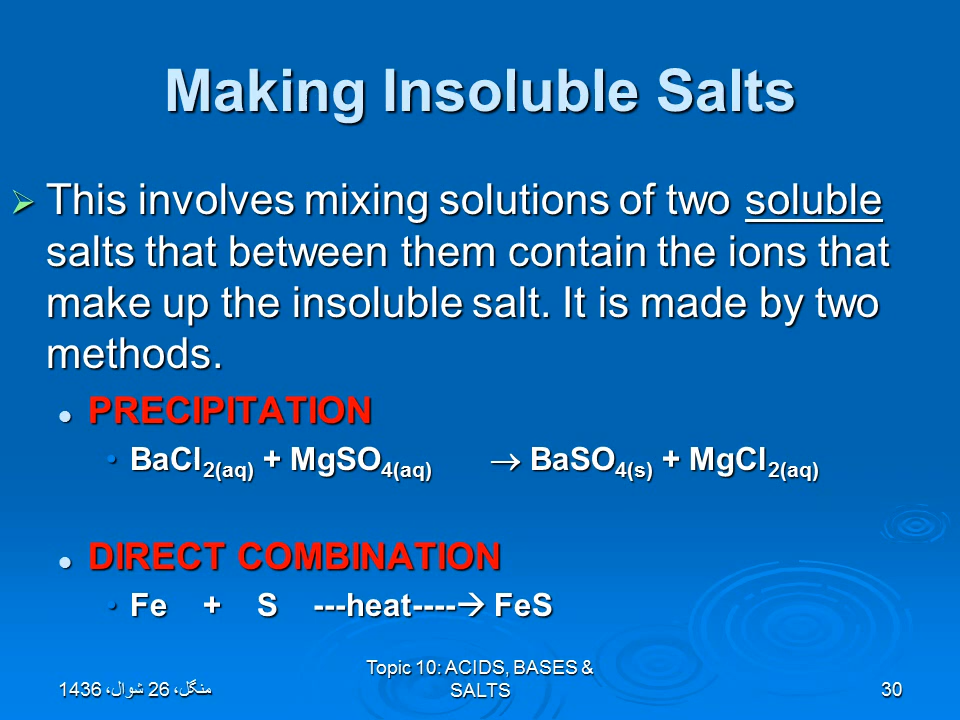 Making Insoluble Salts
➢ This involves mixing solutions of two soluble
salts that between them contain the ions that
make up the insoluble salt. It is made by two
methods.
● PRECIPITATION
• BaCl₂(aq) + MgSO₄(aq) → BaSO₄(s) + MgCl₂(aq)
● DIRECT COMBINATION
• Fe + S ---heat----→ FeS
منگل، 26 شوال، 1436
Topic 10: ACIDS, BASES &
SALTS
30